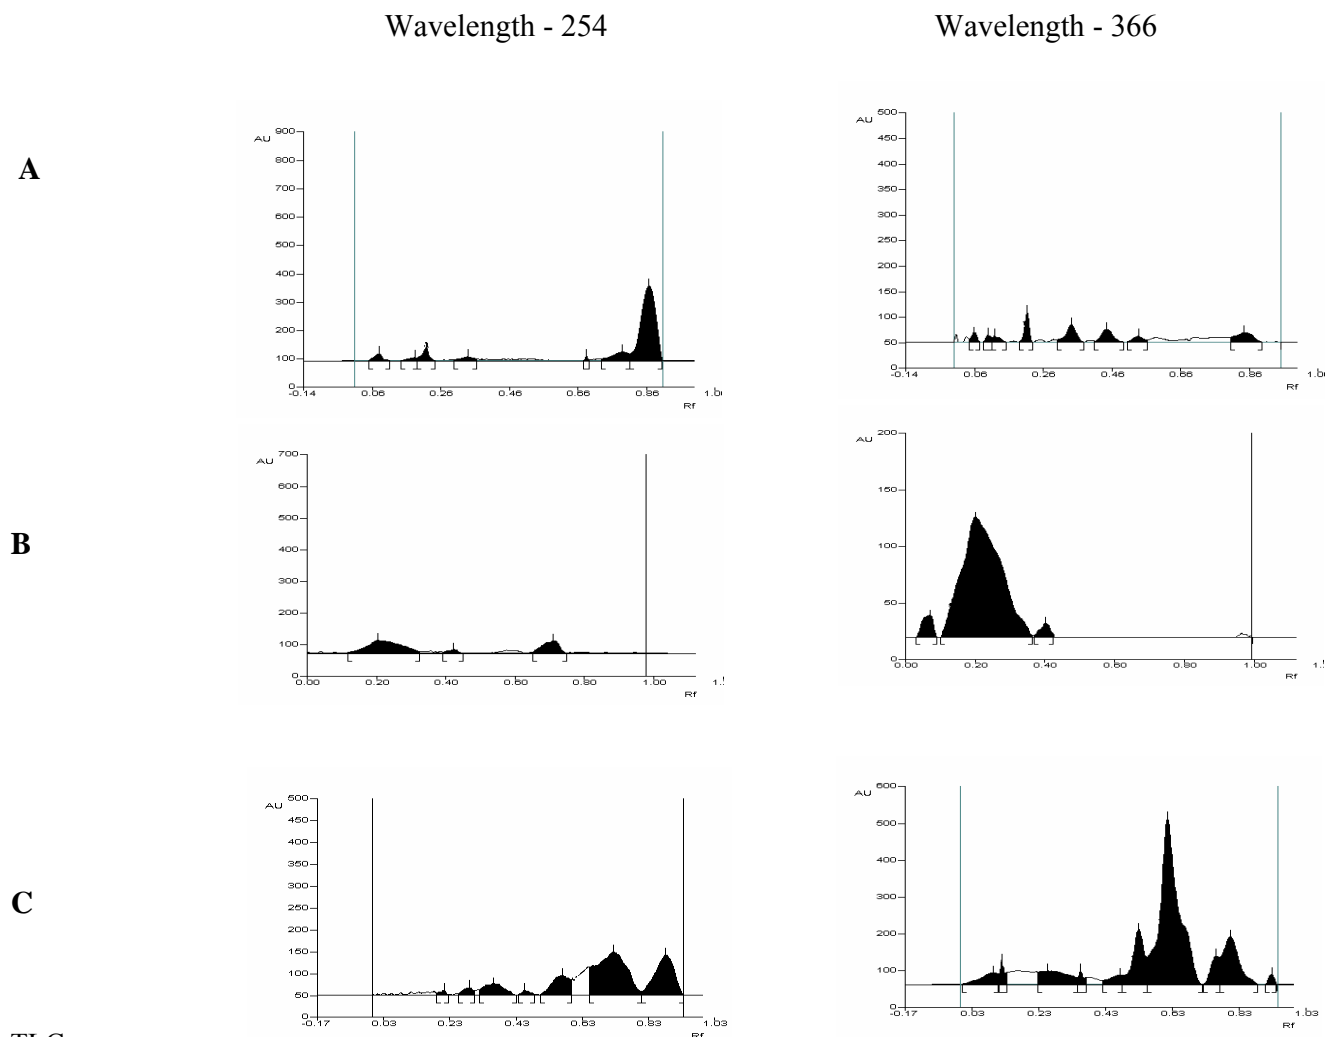 Wavelength - 254 Wavelength - 366
A
AU 900 800 700 600 500 400 300 200 100 0
-0.14 0.06 0.26 0.46 0.66 0.86 1.0
Rf
AU 500 450 400 350 300 250 200 150 100 50 0
-0.14 0.06 0.26 0.46 0.66 0.86 1.0
Rf
B
AU 700 600 500 400 300 200 100 0
0.00 0.20 0.40 0.60 0.80 1.00 1.
Rf
AU 200 150 100 50 0
0.00 0.20 0.40 0.60 0.80 1.00 1.
Rf
C
AU 500 450 400 350 300 250 200 150 100 50 0
-0.17 0.03 0.23 0.43 0.63 0.83 1.03
Rf
AU 600 500 400 300 200 100 0
-0.17 0.03 0.23 0.43 0.63 0.83 1.03
Rf